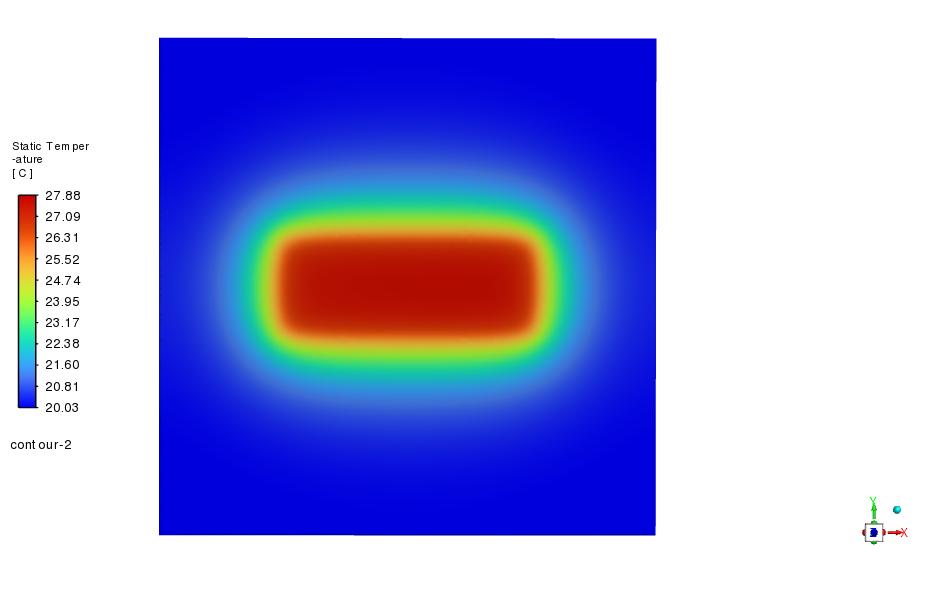 Static Temper
-ature
[ C ]
27.88
27.09
26.31
25.52
24.74
23.95
23.17
22.38
21.60
20.81
20.03
contour-2
Y
X
Z